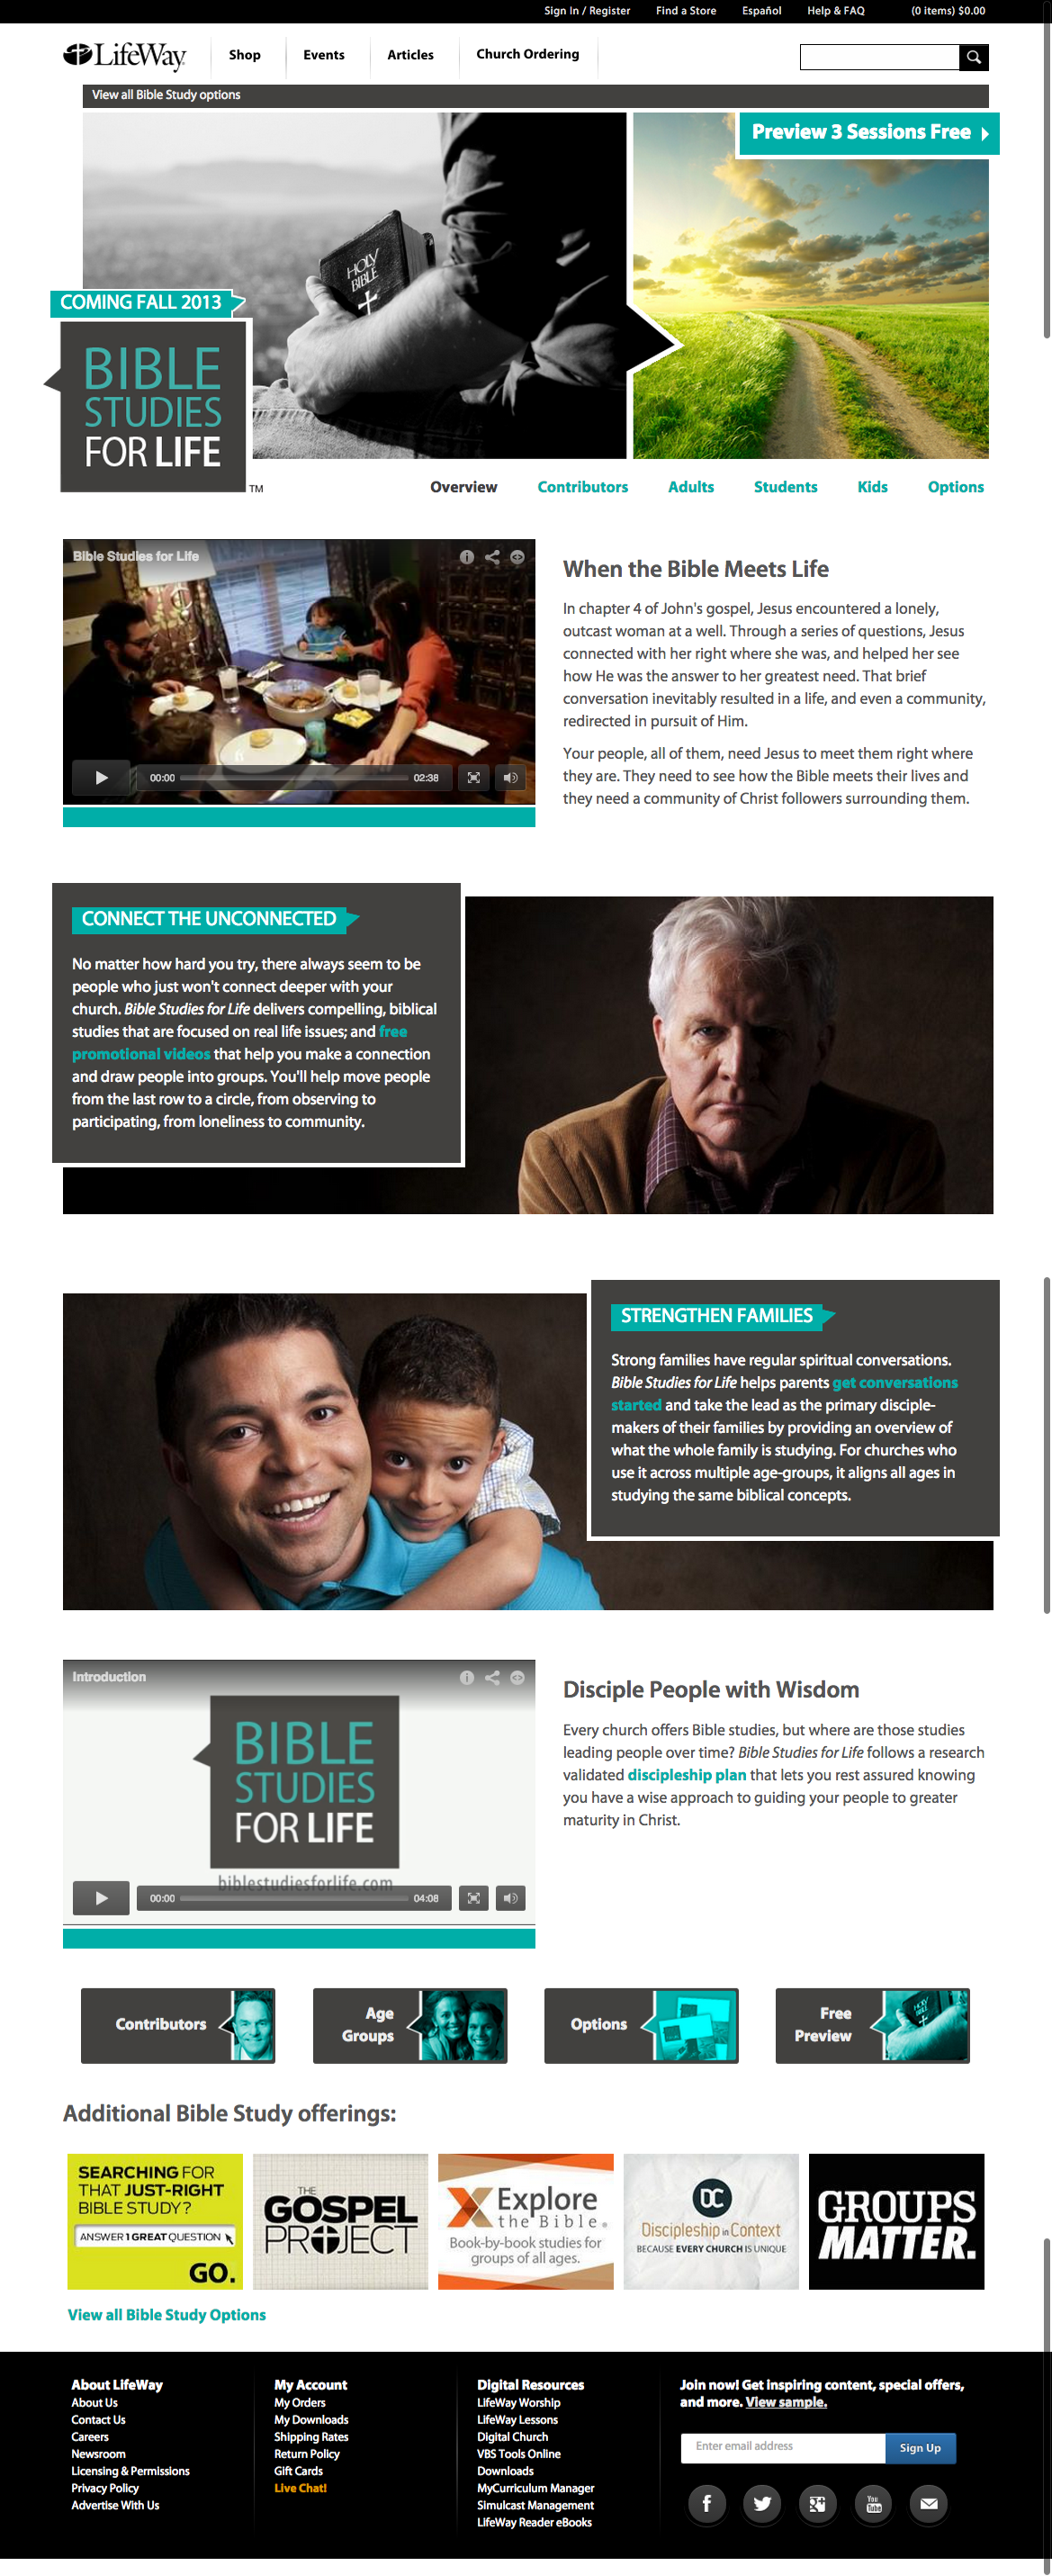 Sign In / Register Find a Store Español Help & FAQ (0 items) $0.00
LifeWay Shop Events Articles Church Ordering
View all Bible Study options
Preview 3 Sessions Free
HOLY
BIBLE
COMING FALL 2013
BIBLE
STUDIES
FOR LIFE
TM
Overview Contributors Adults Students Kids Options
Bible Studies for Life
00:00 02:38
When the Bible Meets Life
In chapter 4 of John's gospel, Jesus encountered a lonely,
outcast woman at a well. Through a series of questions, Jesus
connected with her right where she was, and helped her see
how He was the answer to her greatest need. That brief
conversation inevitably resulted in a life, and even a community,
redirected in pursuit of Him.
Your people, all of them, need Jesus to meet them right where
they are. They need to see how the Bible meets their lives and
they need a community of Christ followers surrounding them.
CONNECT THE UNCONNECTED
No matter how hard you try, there always seem to be
people who just won't connect deeper with your
church. Bible Studies for Life delivers compelling, biblical
studies that are focused on real life issues; and free
promotional videos that help you make a connection
and draw people into groups. You'll help move people
from the last row to a circle, from observing to
participating, from loneliness to community.
STRENGTHEN FAMILIES
Strong families have regular spiritual conversations.
Bible Studies for Life helps parents get conversations
started and take the lead as the primary disciple-
makers of their families by providing an overview of
what the whole family is studying. For churches who
use it across multiple age-groups, it aligns all ages in
studying the same biblical concepts.
Introduction
BIBLE
STUDIES
FOR LIFE
biblestudiesforlife.com
00:00 04:08
Disciple People with Wisdom
Every church offers Bible studies, but where are those studies
leading people over time? Bible Studies for Life follows a research
validated discipleship plan that lets you rest assured knowing
you have a wise approach to guiding your people to greater
maturity in Christ.
Contributors
Age
Groups
Options
Free
Preview
Additional Bible Study offerings:
SEARCHING FOR
THAT JUST-RIGHT
BIBLE STUDY?
ANSWER 1 GREAT QUESTION
GO.
THE
GOSPEL
PROJECT
Explore
the Bible.
Book-by-book studies for
groups of all ages.
DC
Discipleship in Context
BECAUSE EVERY CHURCH IS UNIQUE
GROUPS
MATTER.
View all Bible Study Options
About LifeWay
About Us
Contact Us
Careers
Newsroom
Licensing & Permissions
Privacy Policy
Advertise With Us
My Account
My Orders
My Downloads
Shipping Rates
Return Policy
Gift Cards
Live Chat!
Digital Resources
LifeWay Worship
LifeWay Lessons
Digital Church
VBS Tools Online
Downloads
MyCurriculum Manager
Simulcast Management
LifeWay Reader eBooks
Join now! Get inspiring content, special offers,
and more. View sample.
Enter email address Sign Up
You
Tube